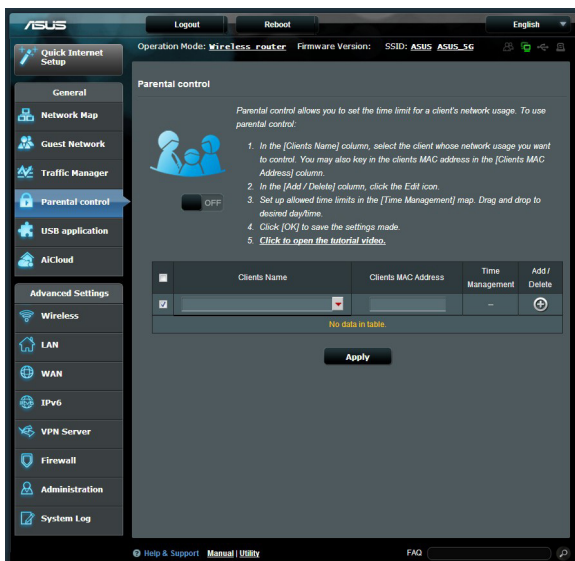 ASUS
Logout
Reboot
English
Quick Internet
Setup
Operation Mode: Wireless router Firmware Version: SSID: ASUS ASUS_5G
General
Network Map
Guest Network
Traffic Manager
Parental control
USB application
AiCloud
Advanced Settings
Wireless
LAN
WAN
IPv6
VPN Server
Firewall
Administration
System Log
Parental control
Parental control allows you to set the time limit for a client's network usage. To use
parental control:
1. In the [Clients Name] column, select the client whose network usage you want
to control. You may also key in the clients MAC address in the [Clients MAC
Address] column.
2. In the [Add / Delete] column, click the Edit icon.
3. Set up allowed time limits in the [Time Management] map. Drag and drop to
desired day/time.
4. Click [OK] to save the settings made.
5. Click to open the tutorial video.
OFF
Clients Name
Clients MAC Address
Time
Management
Add /
Delete
--
No data in table.
Apply
Help & Support Manual | Utility
FAQ